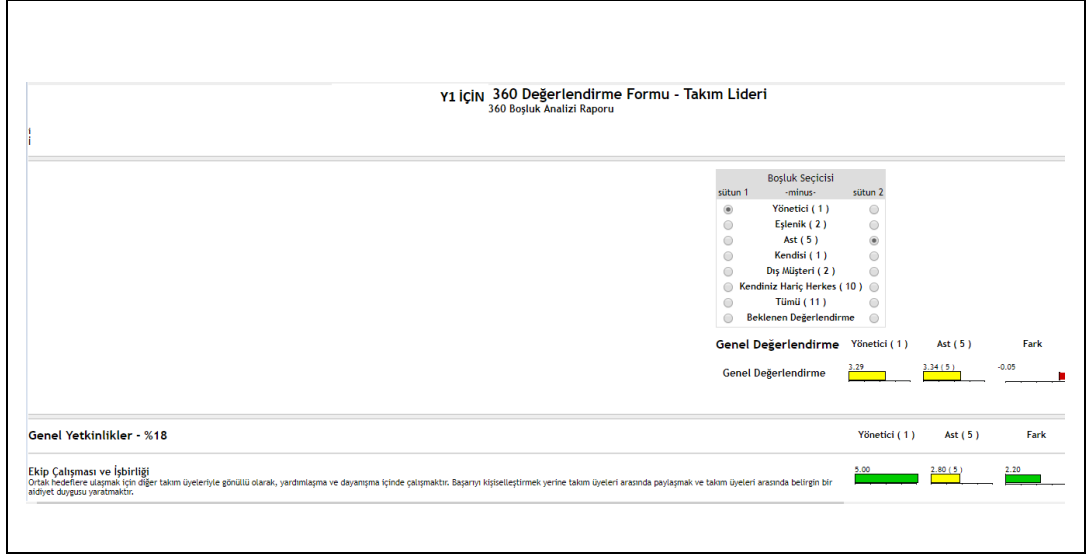 Y1 İÇİN 360 Değerlendirme Formu - Takım Lideri
360 Boşluk Analizi Raporu
i
İ
Boşluk Seçicisi
sütun 1 -minus- sütun 2
Yönetici ( 1 )
Eşlenik ( 2 )
Ast ( 5 )
Kendisi ( 1 )
Dış Müşteri ( 2 )
Kendiniz Hariç Herkes ( 10 )
Tümü ( 11 )
Beklenen Değerlendirme
Genel Değerlendirme Yönetici ( 1 ) Ast ( 5 ) Fark
Genel Değerlendirme 3.29 3.34 ( 5 ) -0.05
Genel Yetkinlikler - %18 Yönetici ( 1 ) Ast ( 5 ) Fark
Ekip Çalışması ve İşbirliği 5.00 2.80 ( 5 ) 2.20
Ortak hedeflere ulaşmak için diğer takım üyeleriyle gönüllü olarak, yardımlaşma ve dayanışma içinde çalışmaktır. Başarıyı kişiselleştirmek yerine takım üyeleri arasında paylaşmak ve takım üyeleri arasında belirgin bir
aidiyet duygusu yaratmaktır.